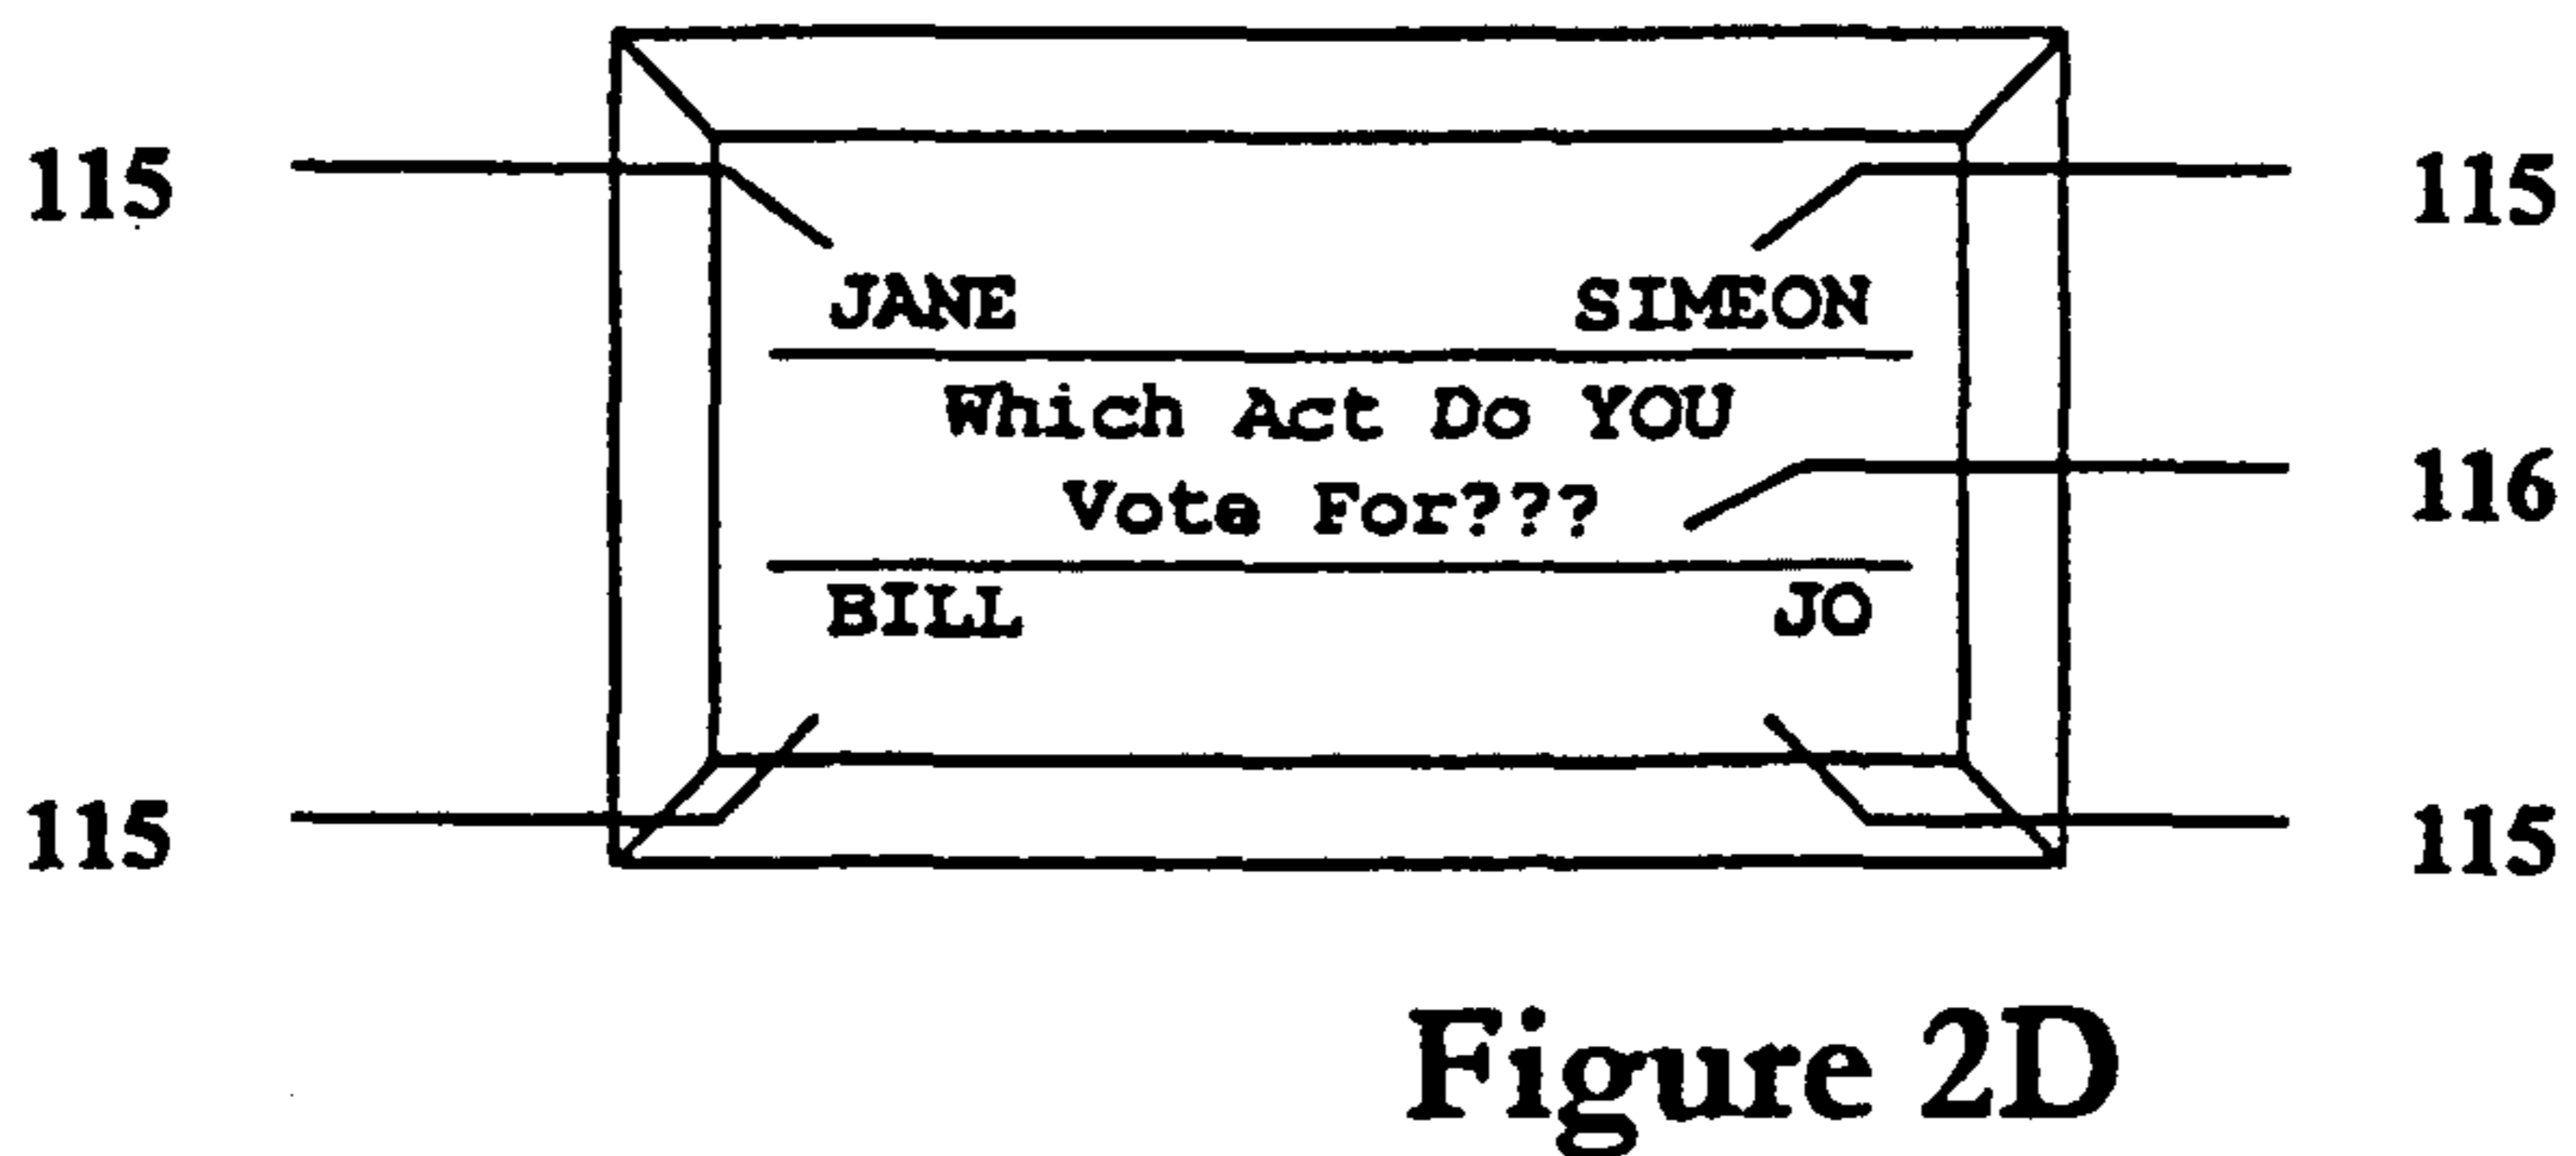 115 115
JANE SIMEON
Which Act Do YOU
116
Vote For???
BILL JO
115 115
Figure 2D